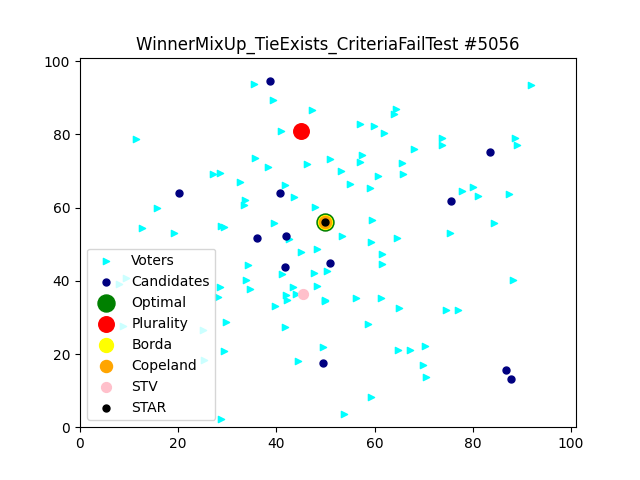 WinnerMixUp_TieExists_CriteriaFailTest #5056
100
80
60
40
20
0
Voters
Candidates
Optimal
Plurality
Borda
Copeland
STV
STAR
0 20 40 60 80 100